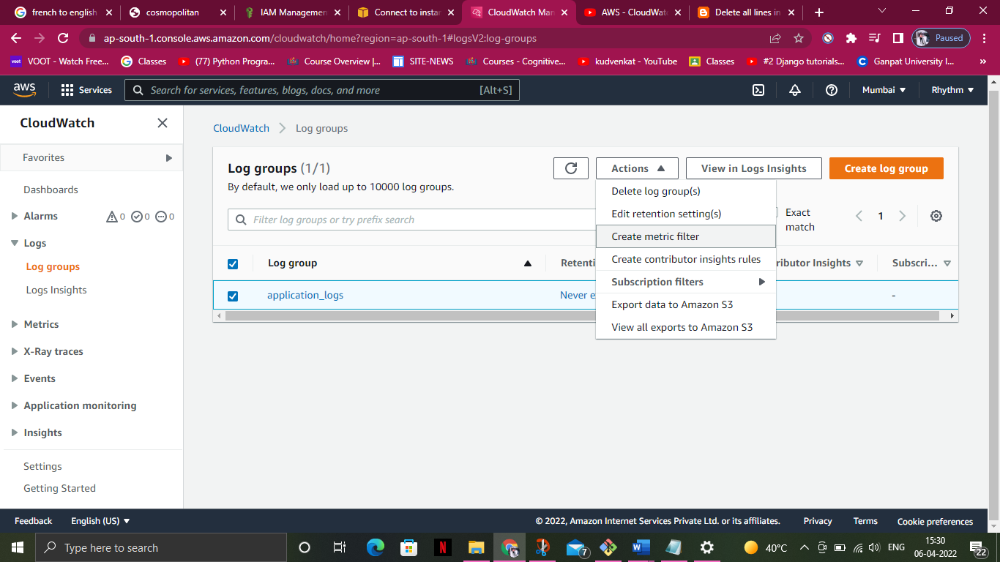 french to english
cosmopolitan
IAM Managemen
Connect to insta
CloudWatch Man
AWS - CloudWat
Delete all lines in
ap-south-1.console.aws.amazon.com/cloudwatch/home?region=ap-south-1#logsV2:log-groups
Paused
VOOT - Watch Free...
Classes
(77) Python Progra...
Course Overview |...
SITE-NEWS
Courses - Cognitive...
kudvenkat - YouTube
Classes
#2 Django tutorials...
Ganpat University I...
»
aws
Services
Search for services, features, blogs, docs, and more
[Alt+S]
Mumbai
Rhythm
CloudWatch
Favorites
Dashboards
Alarms
0
0
0
Logs
Log groups
Logs Insights
Metrics
X-Ray traces
Events
Application monitoring
Insights
Settings
Getting Started
CloudWatch
Log groups
Log groups (1/1)
By default, we only load up to 10000 log groups.
Actions
View in Logs Insights
Create log group
Filter log groups or try prefix search
Exact
match
1
Delete log group(s)
Edit retention setting(s)
Create metric filter
Create contributor insights rules
Subscription filters
Export data to Amazon S3
View all exports to Amazon S3
Log group
Retenti
ributor Insights
Subscri...
application_logs
Never e
-
Feedback
English (US)
© 2022, Amazon Internet Services Private Ltd. or its affiliates.
Privacy
Terms
Cookie preferences
Type here to search
N
7
W
40°C
ENG
15:30
06-04-2022
22